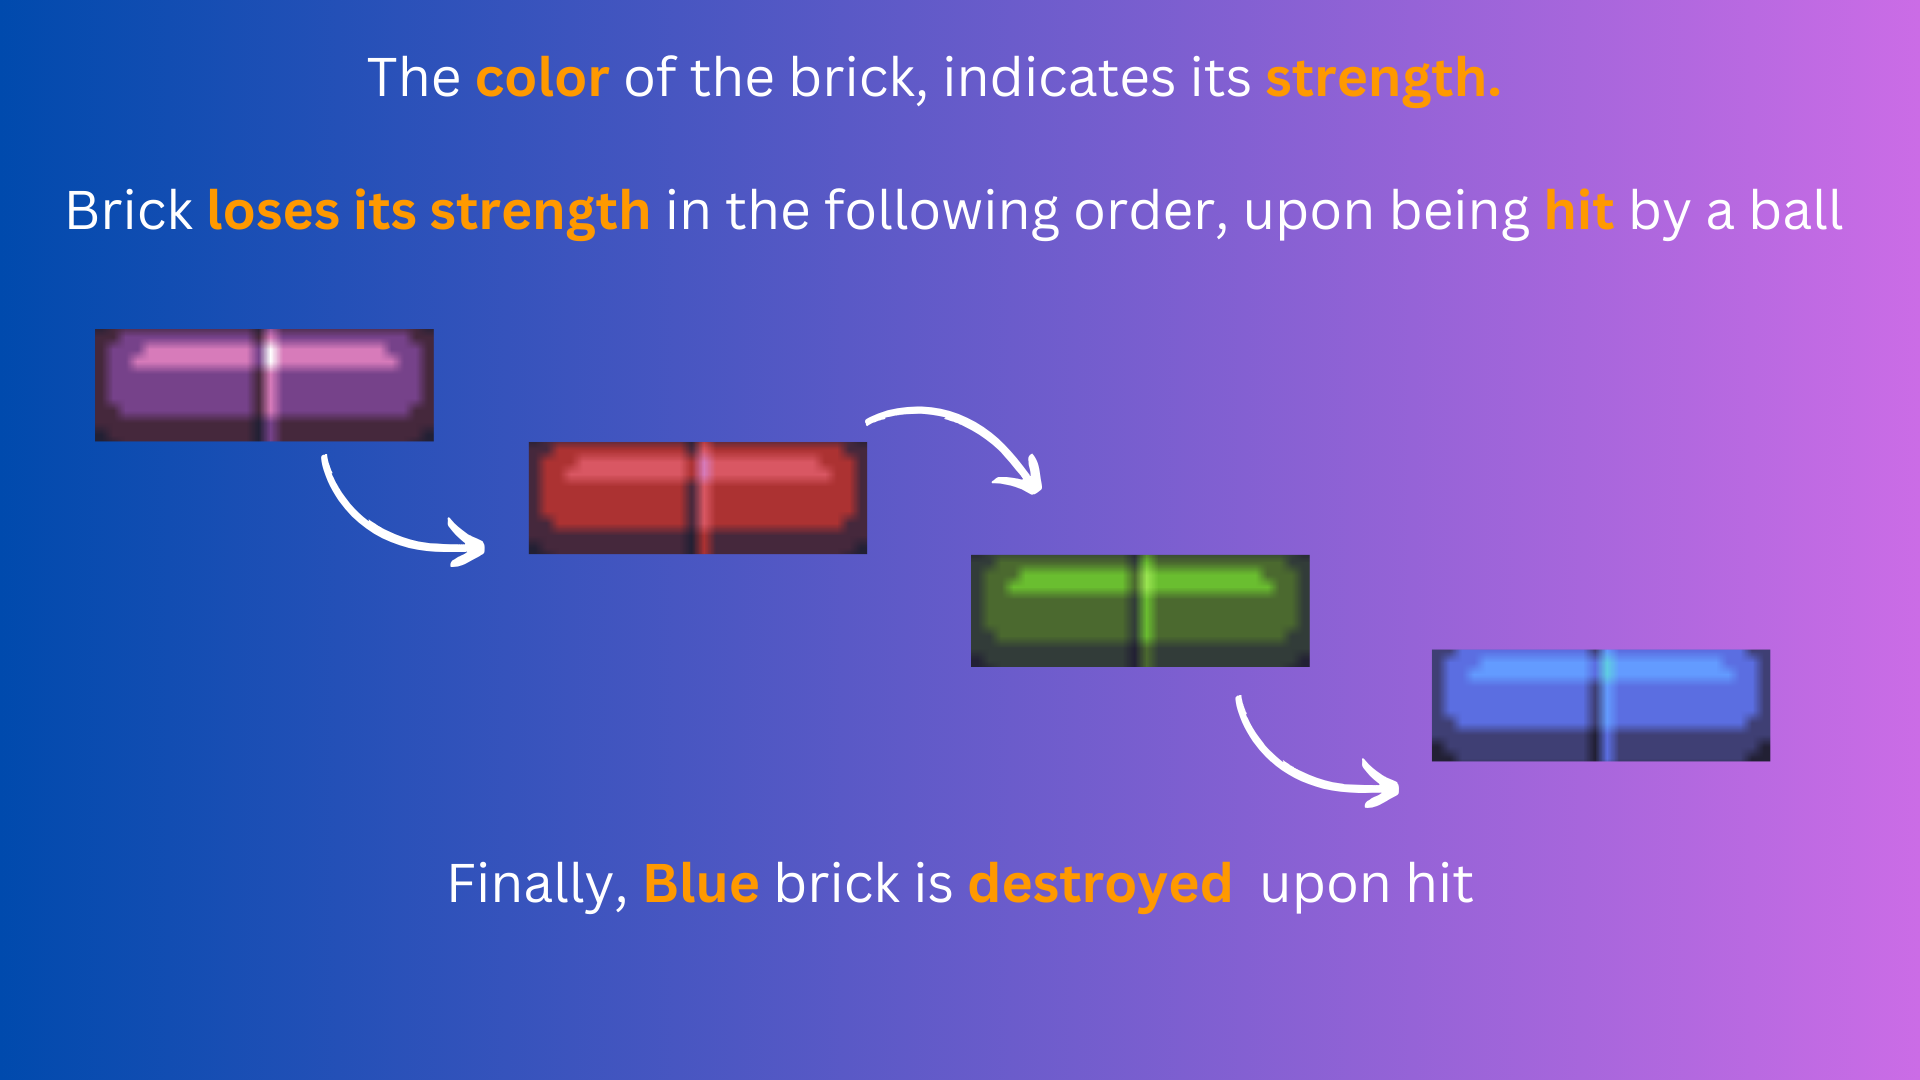 The color of the brick, indicates its strength.
Brick loses its strength in the following order, upon being hit by a ball
Finally, Blue brick is destroyed upon hit